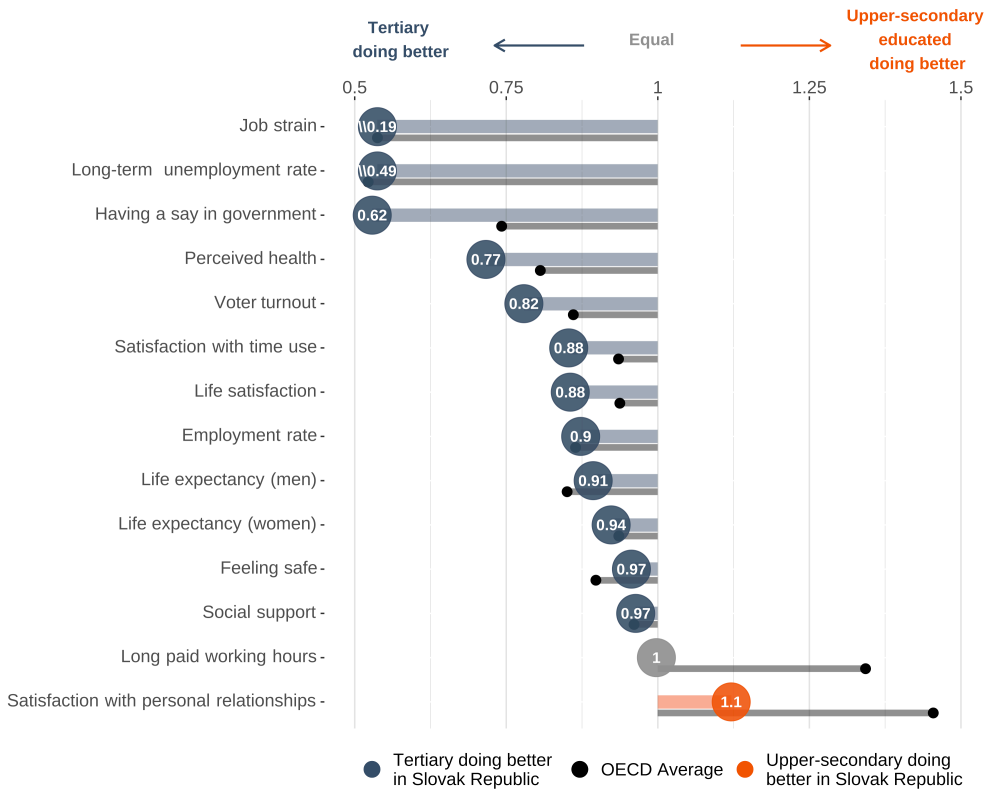 Tertiary
doing better
Equal
Upper-secondary
educated
doing better
0.5 0.75 1 1.25 1.5
Job strain
\\0.19
Long-term unemployment rate
\\0.49
Having a say in government
0.62
Perceived health
0.77
Voter turnout
0.82
Satisfaction with time use
0.88
Life satisfaction
0.88
Employment rate
0.9
Life expectancy (men)
0.91
Life expectancy (women)
0.94
Feeling safe
0.97
Social support
0.97
Long paid working hours
1
Satisfaction with personal relationships
1.1
Tertiary doing better
in Slovak Republic
OECD Average
Upper-secondary doing
better in Slovak Republic